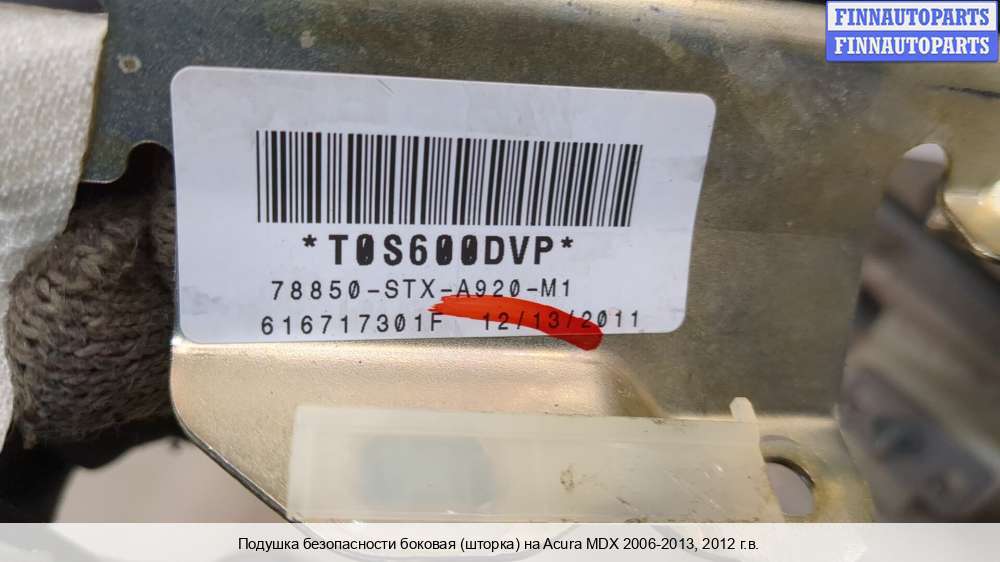 FINNAUTOPARTS
FINNAUTOPARTS
*T0S600DVP*
78850-STX-A920-M1
616717301F 12/13/2011
Подушка безопасности боковая (шторка) на Acura MDX 2006-2013, 2012 г.в.